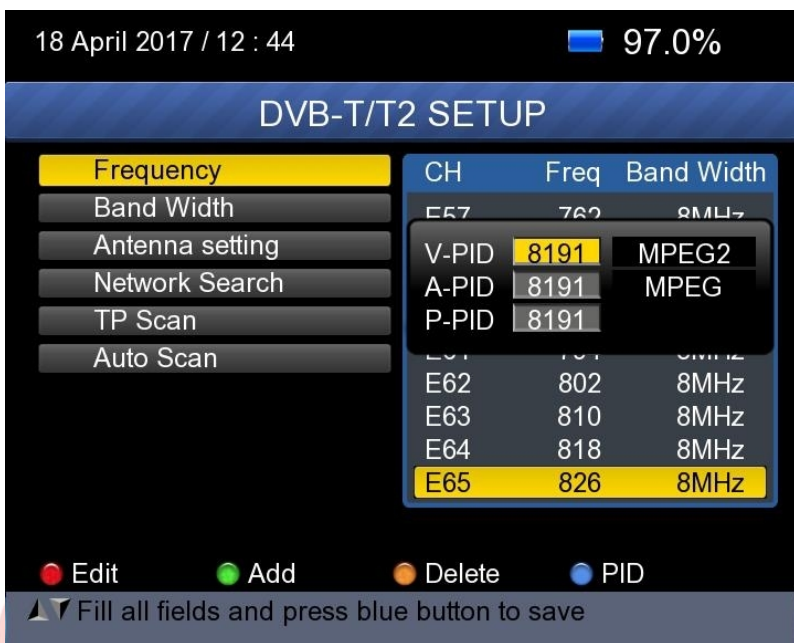 18 April 2017 / 12 : 44 97.0%
DVB-T/T2 SETUP
Frequency
Band Width
Antenna setting
Network Search
TP Scan
Auto Scan
CH Freq Band Width
E57 762 8MHz
V-PID 8191 MPEG2
A-PID 8191 MPEG
P-PID 8191
E62 802 8MHz
E63 810 8MHz
E64 818 8MHz
E65 826 8MHz
Edit Add Delete PID
Fill all fields and press blue button to save